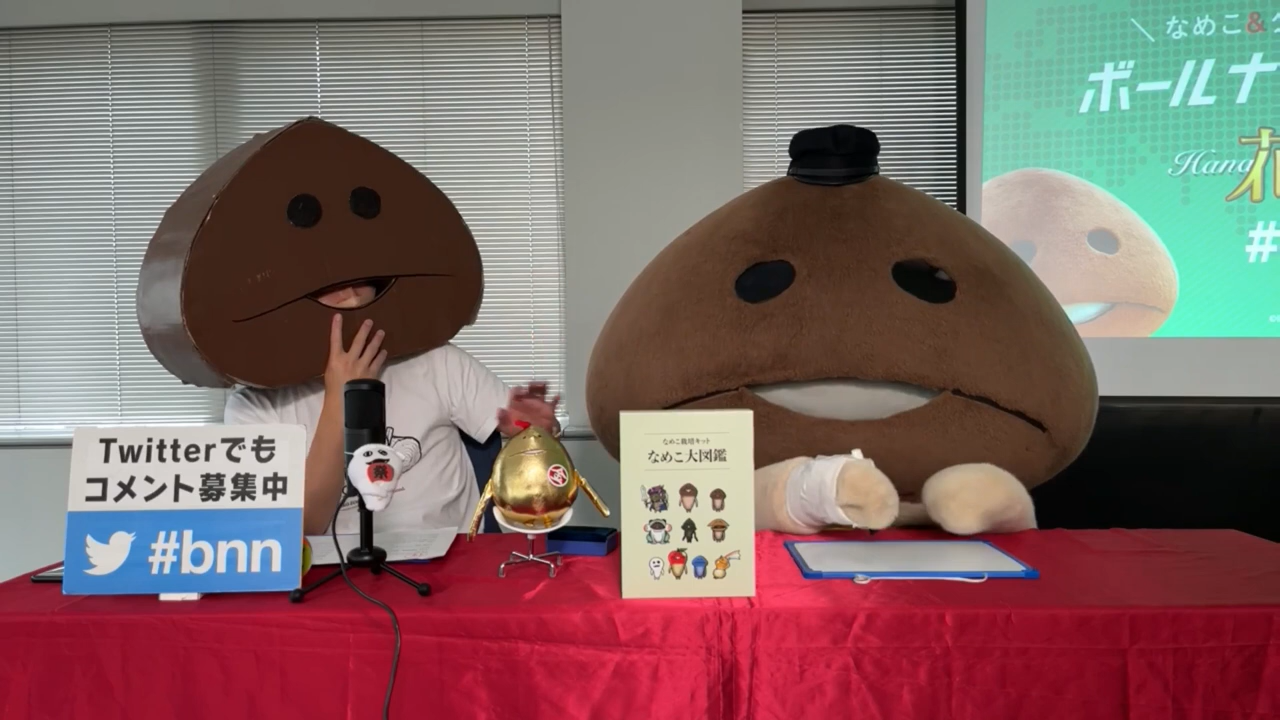 Twitterでも
コメント募集中
#bnn
なめこ栽培キット
なめこ大図鑑
＼なめこ&
ボールナ
Hana
花
#
祭